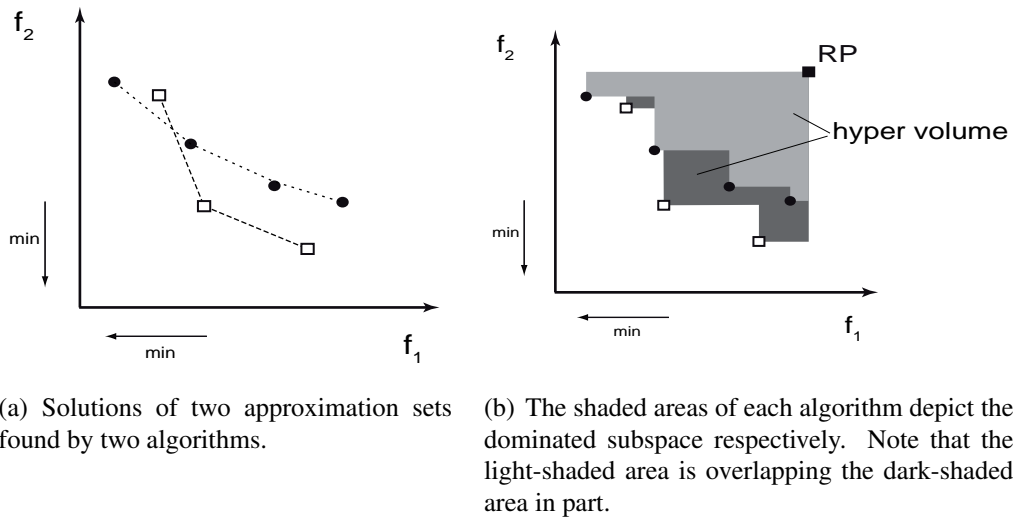 f2
min
min
f1
f2
RP
hyper volume
min
min
f1
(a) Solutions of two approximation sets
found by two algorithms.
(b) The shaded areas of each algorithm depict the
dominated subspace respectively. Note that the
light-shaded area is overlapping the dark-shaded
area in part.